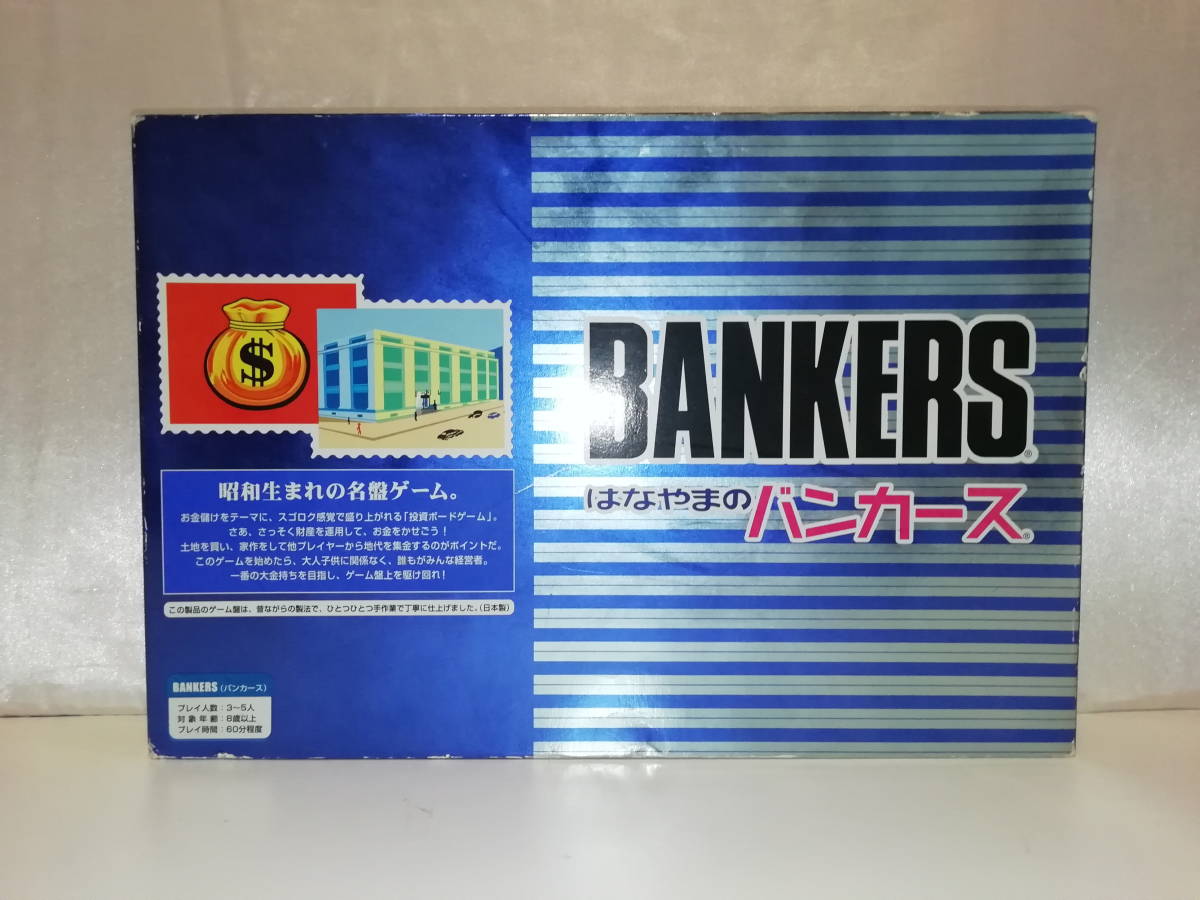 $
昭和生まれの名盤ゲーム。
お金儲けをテーマに、スゴロク感覚で盛り上がれる「投資ボードゲーム」。
さあ、さっそく財産を運用して、お金をかせごう！
土地を買い、家作をして他プレイヤーから地代を集金するのがポイントだ。
このゲームを始めたら、大人子供に関係なく、誰もがみんな経営者。
一番の大金持ちを目指し、ゲーム盤上を駆け回れ！
この製品のゲーム盤は、昔ながらの製法で、ひとつひとつ手作業で丁寧に仕上げました。（日本製）
BANKERS（バンカース）
プレイ人数：3〜5人
対象年齢：8歳以上
プレイ時間：60分程度
BANKERS®
はなやまのバンカース®